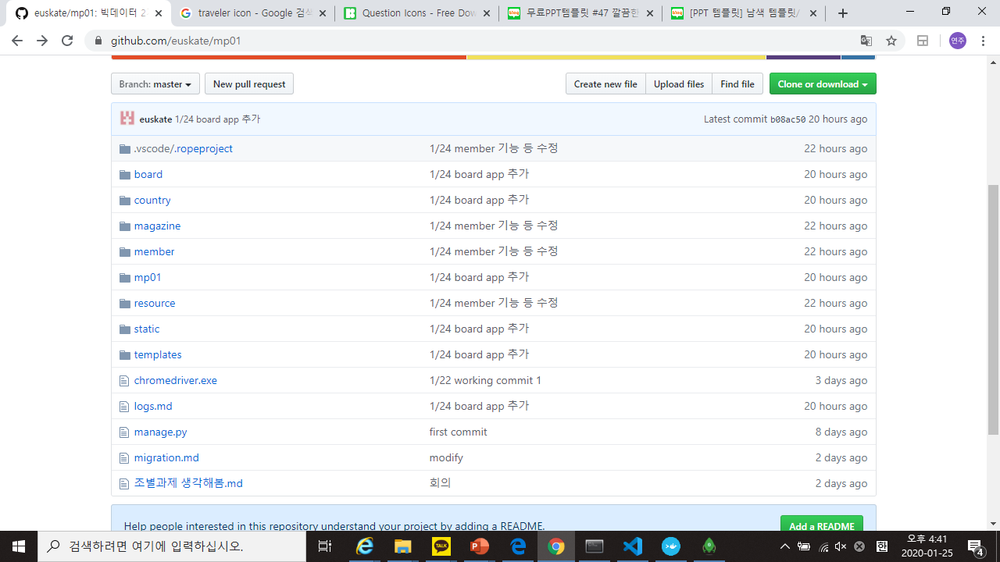 euskate/mp01: 빅데이터 2
traveler icon - Google 검색
Question Icons - Free Dow
무료PPT템플릿 #47 깔끔한
[PPT 템플릿] 남색 템플릿/
github.com/euskate/mp01
연주
Branch: master
New pull request
Create new file
Upload files
Find file
Clone or download
euskate 1/24 board app 추가
Latest commit b08ac50 20 hours ago
.vscode/.ropeproject 1/24 member 기능 등 수정 22 hours ago
board 1/24 board app 추가 20 hours ago
country 1/24 board app 추가 20 hours ago
magazine 1/24 member 기능 등 수정 22 hours ago
member 1/24 member 기능 등 수정 22 hours ago
mp01 1/24 board app 추가 20 hours ago
resource 1/24 member 기능 등 수정 22 hours ago
static 1/24 board app 추가 20 hours ago
templates 1/24 board app 추가 20 hours ago
chromedriver.exe 1/22 working commit 1 3 days ago
logs.md 1/24 board app 추가 20 hours ago
manage.py first commit 8 days ago
migration.md modify 2 days ago
조별과제 생각해봄.md 회의 2 days ago
Help people interested in this repository understand your project by adding a README.
Add a README
검색하려면 여기에 입력하십시오.
TALK
한
오후 4:41
2020-01-25
4